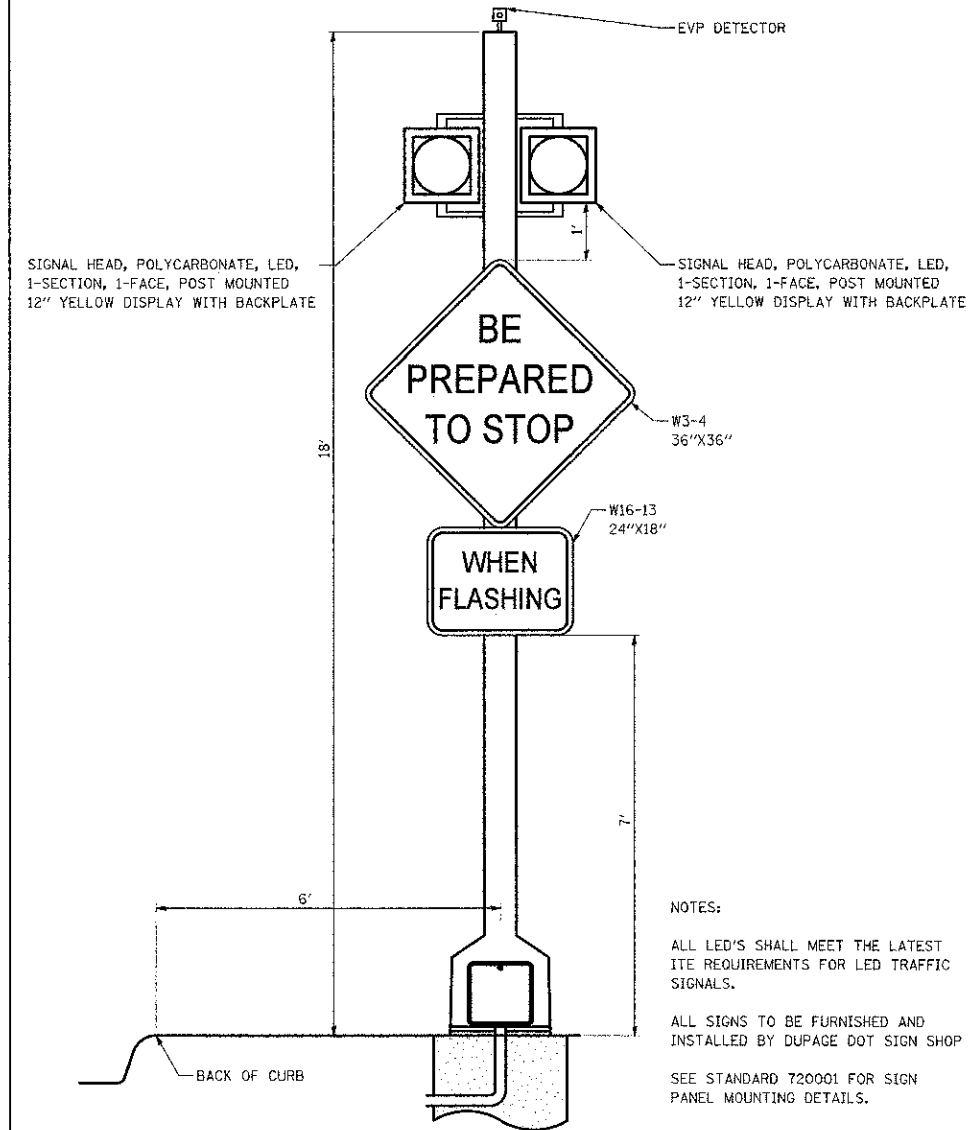 EVP DETECTOR
SIGNAL HEAD, POLYCARBONATE, LED,
1-SECTION, 1-FACE, POST MOUNTED
12" YELLOW DISPLAY WITH BACKPLATE
1'
SIGNAL HEAD, POLYCARBONATE, LED,
1-SECTION, 1-FACE, POST MOUNTED
12" YELLOW DISPLAY WITH BACKPLATE
BE
PREPARED
TO STOP
W3-4
36"X36"
18'
W16-13
24"X18"
WHEN
FLASHING
7'
6'
BACK OF CURB
NOTES:
ALL LED'S SHALL MEET THE LATEST
ITE REQUIREMENTS FOR LED TRAFFIC
SIGNALS.
ALL SIGNS TO BE FURNISHED AND
INSTALLED BY DUPAGE DOT SIGN SHOP
SEE STANDARD 720001 FOR SIGN
PANEL MOUNTING DETAILS.